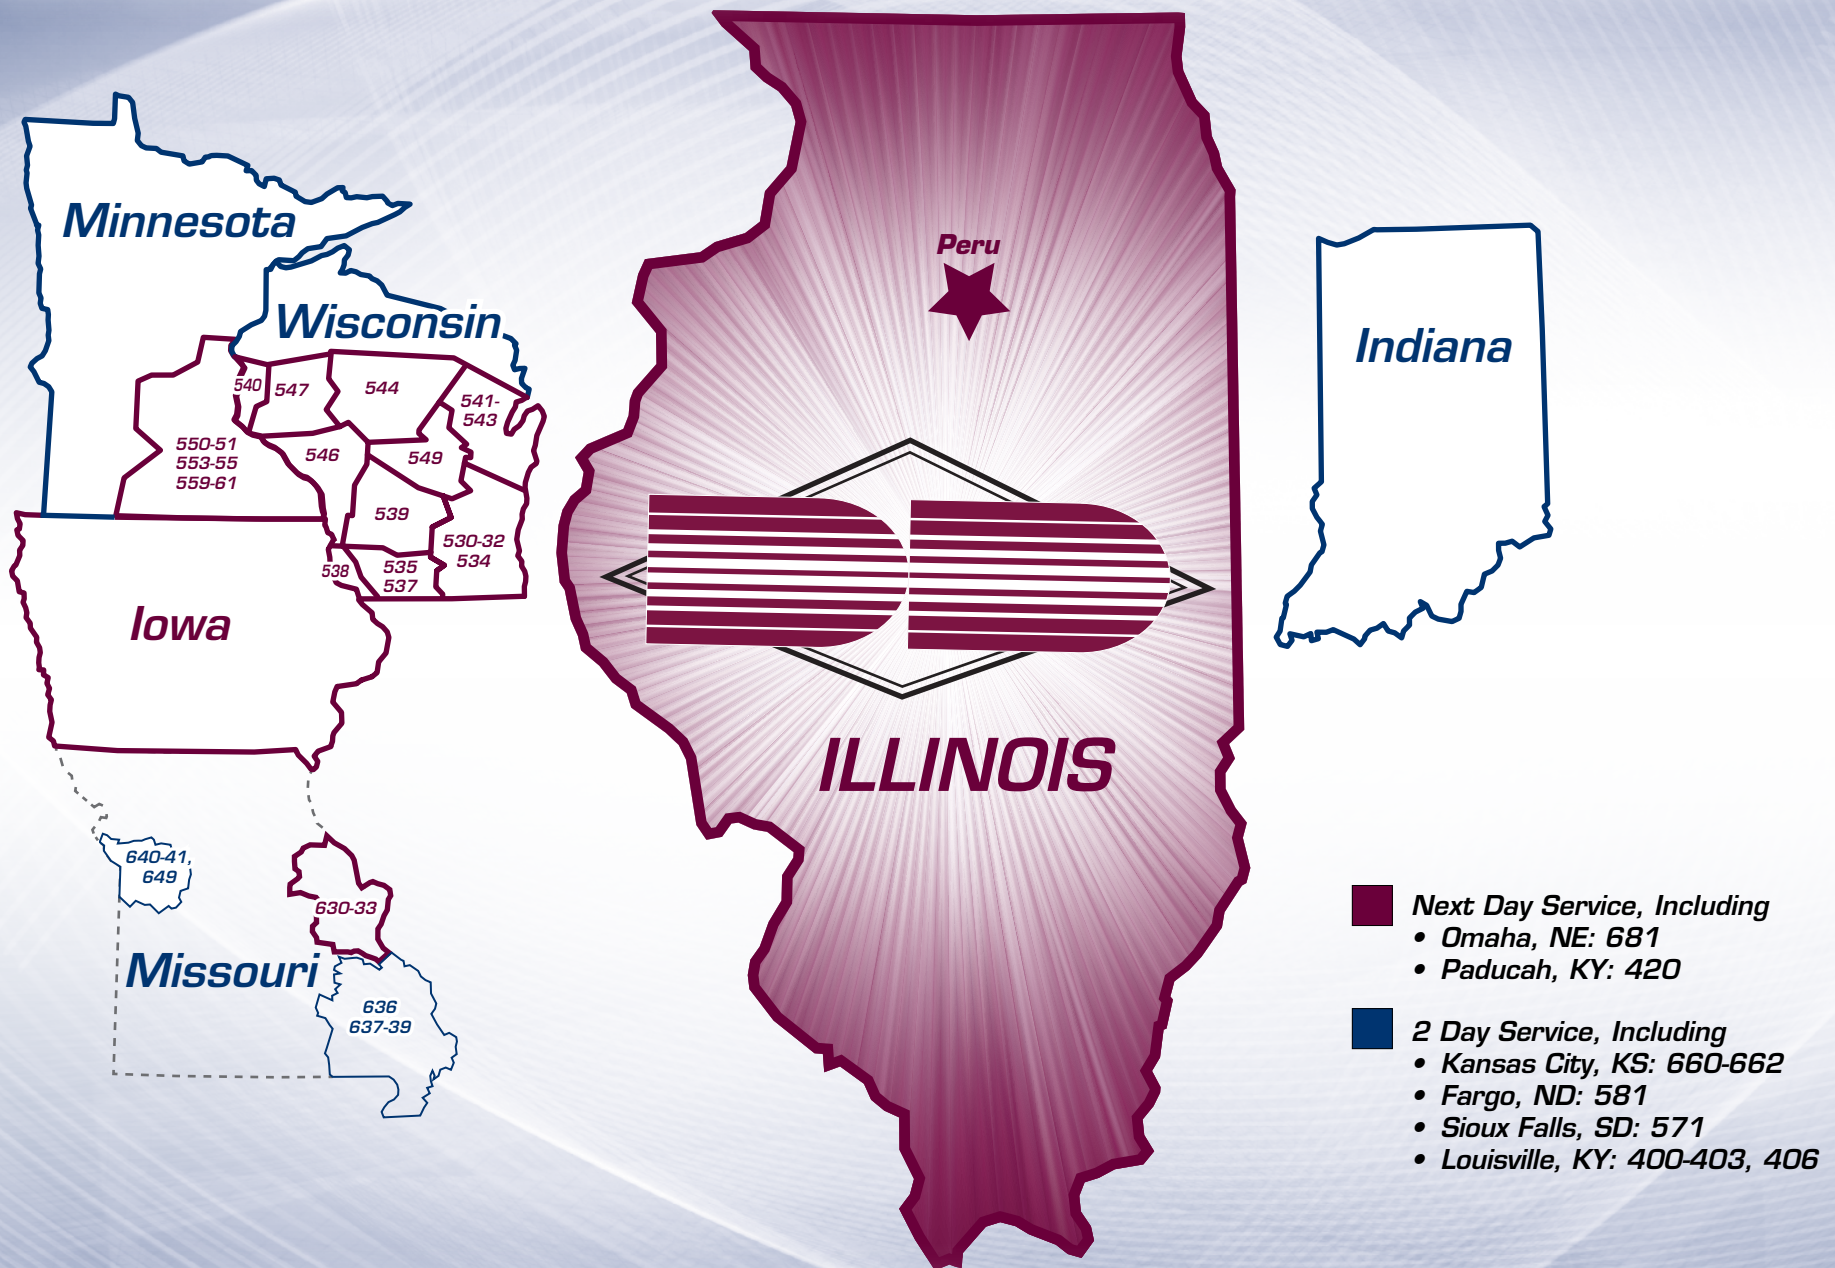 Minnesota
Wisconsin
540
547
544
541-
543
550-51
553-55
559-61
546
549
539
530-32
534
538
535
537
Iowa
640-41,
649
630-33
Missouri
636
637-39
Peru
ILLINOIS
Indiana
Next Day Service, Including
• Omaha, NE: 681
• Paducah, KY: 420
2 Day Service, Including
• Kansas City, KS: 660-662
• Fargo, ND: 581
• Sioux Falls, SD: 571
• Louisville, KY: 400-403, 406